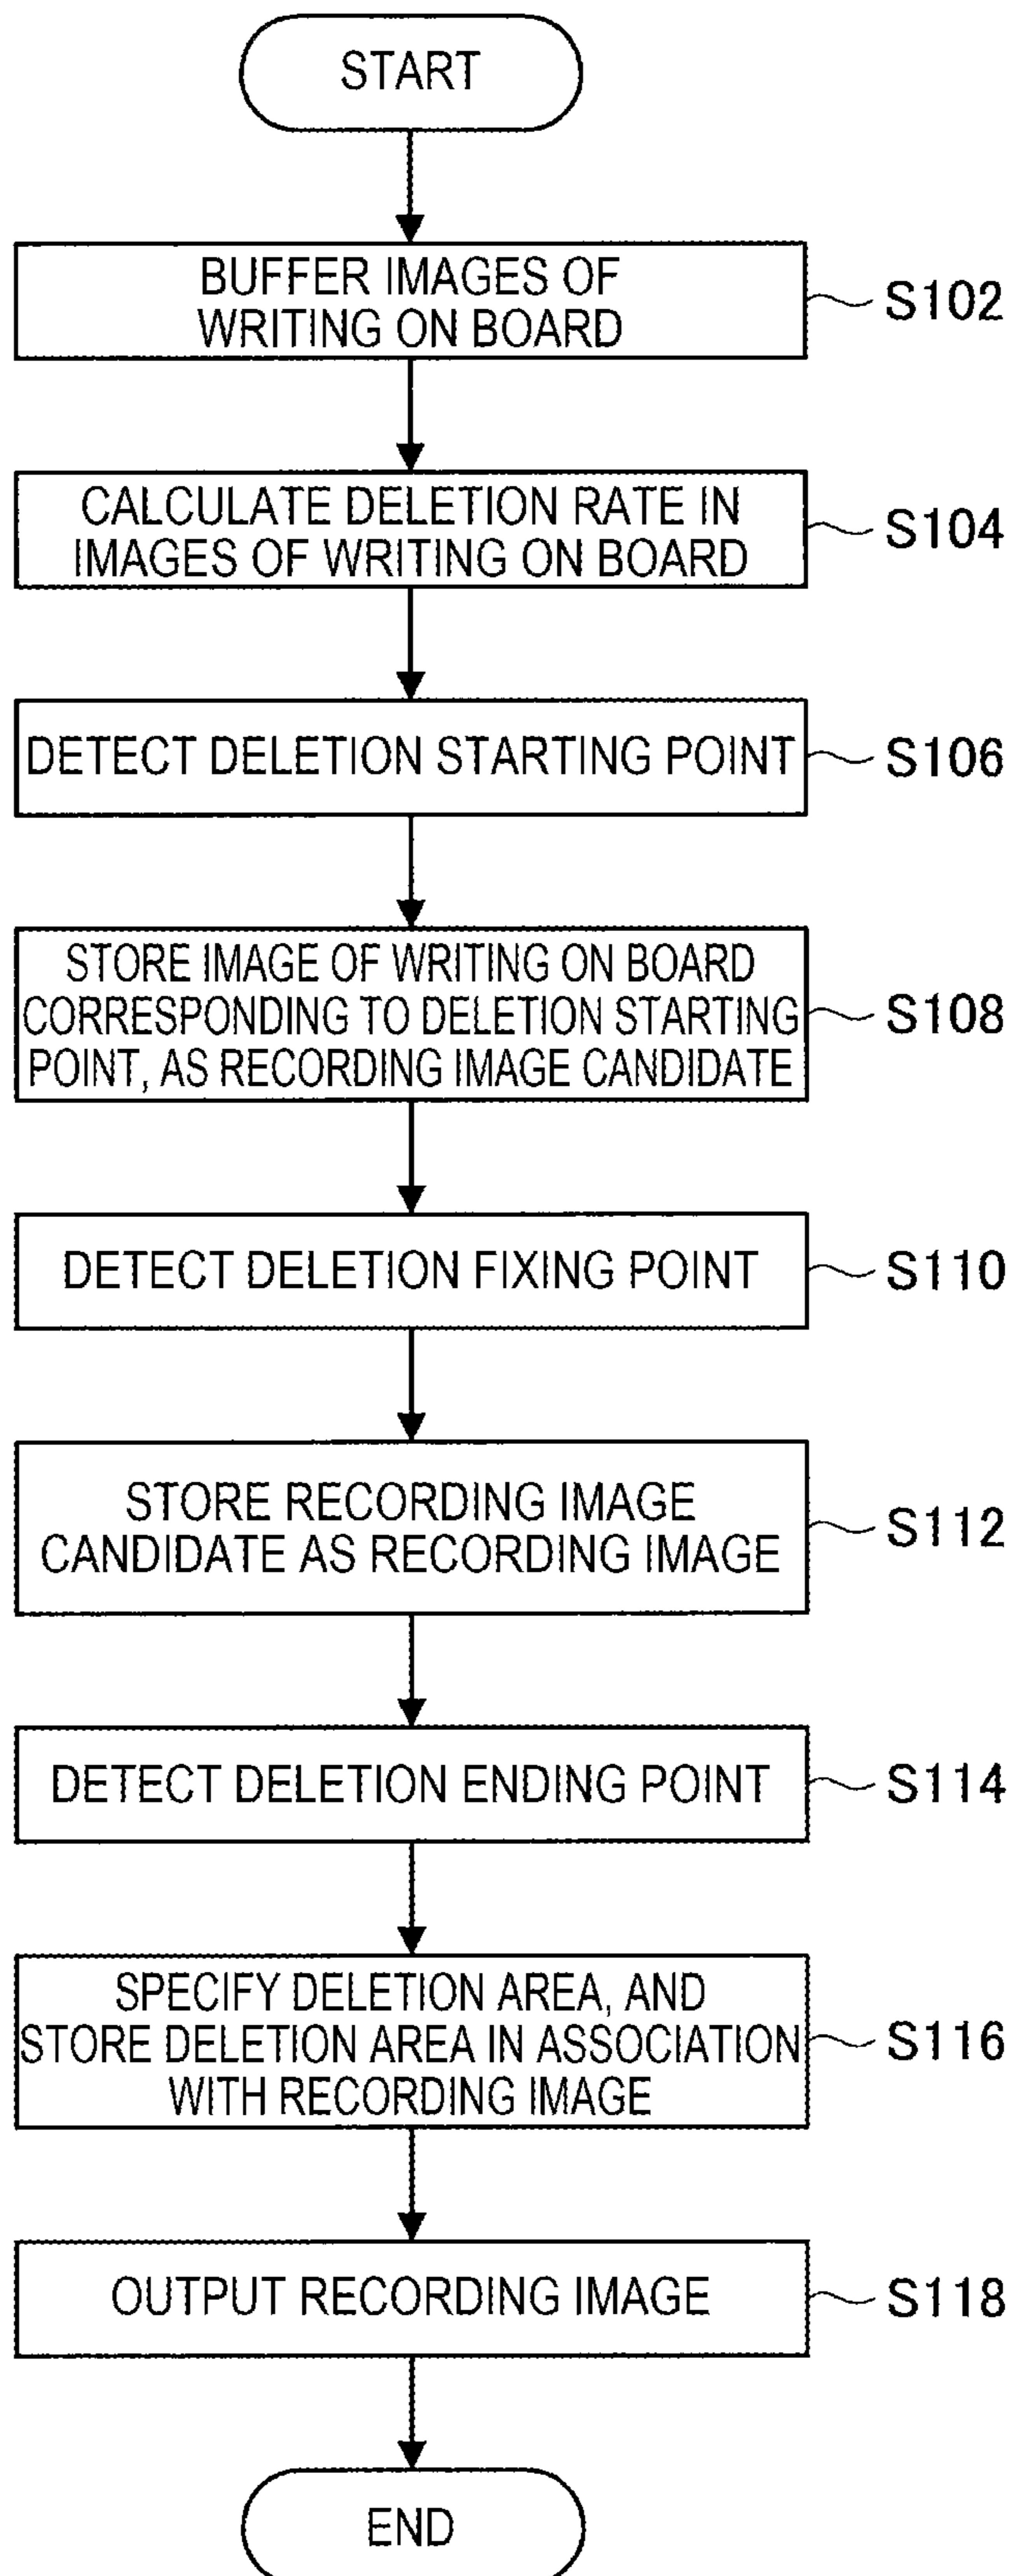 START
BUFFER IMAGES OF
WRITING ON BOARD
S102
CALCULATE DELETION RATE IN
IMAGES OF WRITING ON BOARD
S104
DETECT DELETION STARTING POINT
S106
STORE IMAGE OF WRITING ON BOARD
CORRESPONDING TO DELETION STARTING
POINT, AS RECORDING IMAGE CANDIDATE
S108
DETECT DELETION FIXING POINT
S110
STORE RECORDING IMAGE
CANDIDATE AS RECORDING IMAGE
S112
DETECT DELETION ENDING POINT
S114
SPECIFY DELETION AREA, AND
STORE DELETION AREA IN ASSOCIATION
WITH RECORDING IMAGE
S116
OUTPUT RECORDING IMAGE
S118
END